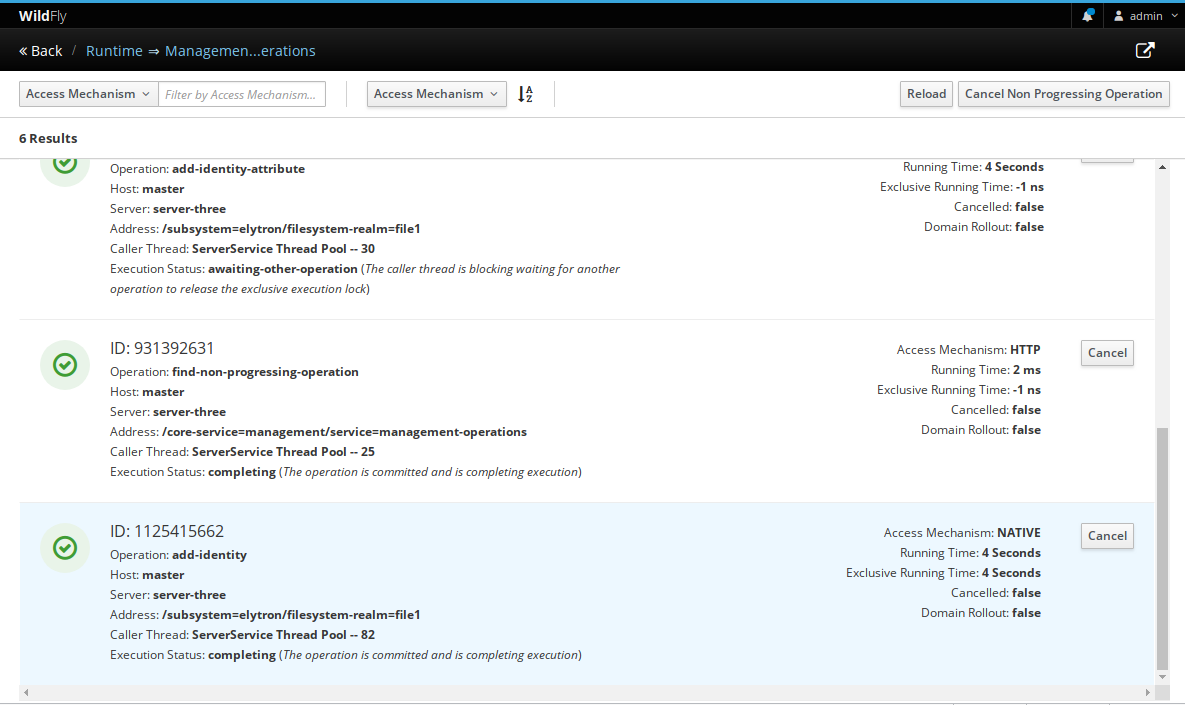 WildFly
admin
« Back / Runtime ⇒ Managemen...erations
Access Mechanism Filter by Access Mechanism... Access Mechanism Reload Cancel Non Progressing Operation
6 Results
Operation: add-identity-attribute
Host: master
Server: server-three
Address: /subsystem=elytron/filesystem-realm=file1
Caller Thread: ServerService Thread Pool -- 30
Execution Status: awaiting-other-operation (The caller thread is blocking waiting for another
operation to release the exclusive execution lock)
Running Time: 4 Seconds
Exclusive Running Time: -1 ns
Cancelled: false
Domain Rollout: false
ID: 931392631
Operation: find-non-progressing-operation
Host: master
Server: server-three
Address: /core-service=management/service=management-operations
Caller Thread: ServerService Thread Pool -- 25
Execution Status: completing (The operation is committed and is completing execution)
Access Mechanism: HTTP
Running Time: 2 ms
Exclusive Running Time: -1 ns
Cancelled: false
Domain Rollout: false
Cancel
ID: 1125415662
Operation: add-identity
Host: master
Server: server-three
Address: /subsystem=elytron/filesystem-realm=file1
Caller Thread: ServerService Thread Pool -- 82
Execution Status: completing (The operation is committed and is completing execution)
Access Mechanism: NATIVE
Running Time: 4 Seconds
Exclusive Running Time: 4 Seconds
Cancelled: false
Domain Rollout: false
Cancel